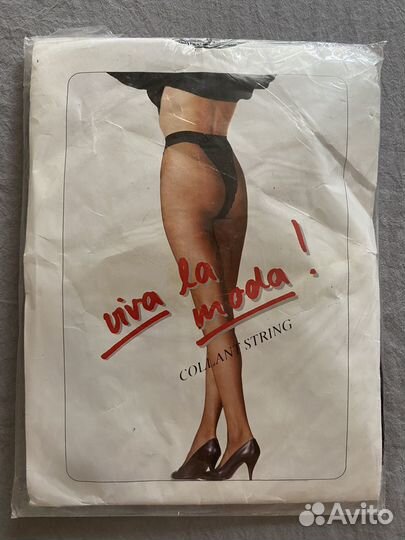 viva la
moda!
COLLANT STRING
Avito